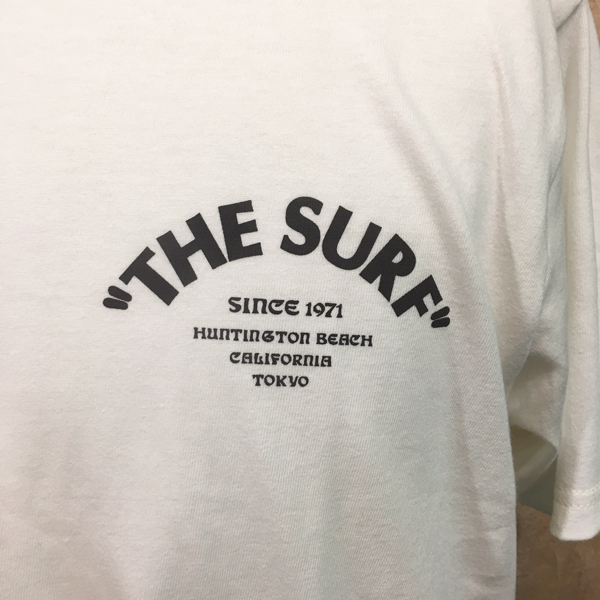 "THE SURF"
SINCE 1971
HUNTINGTON BEACH
CALIFORNIA
TOKYO